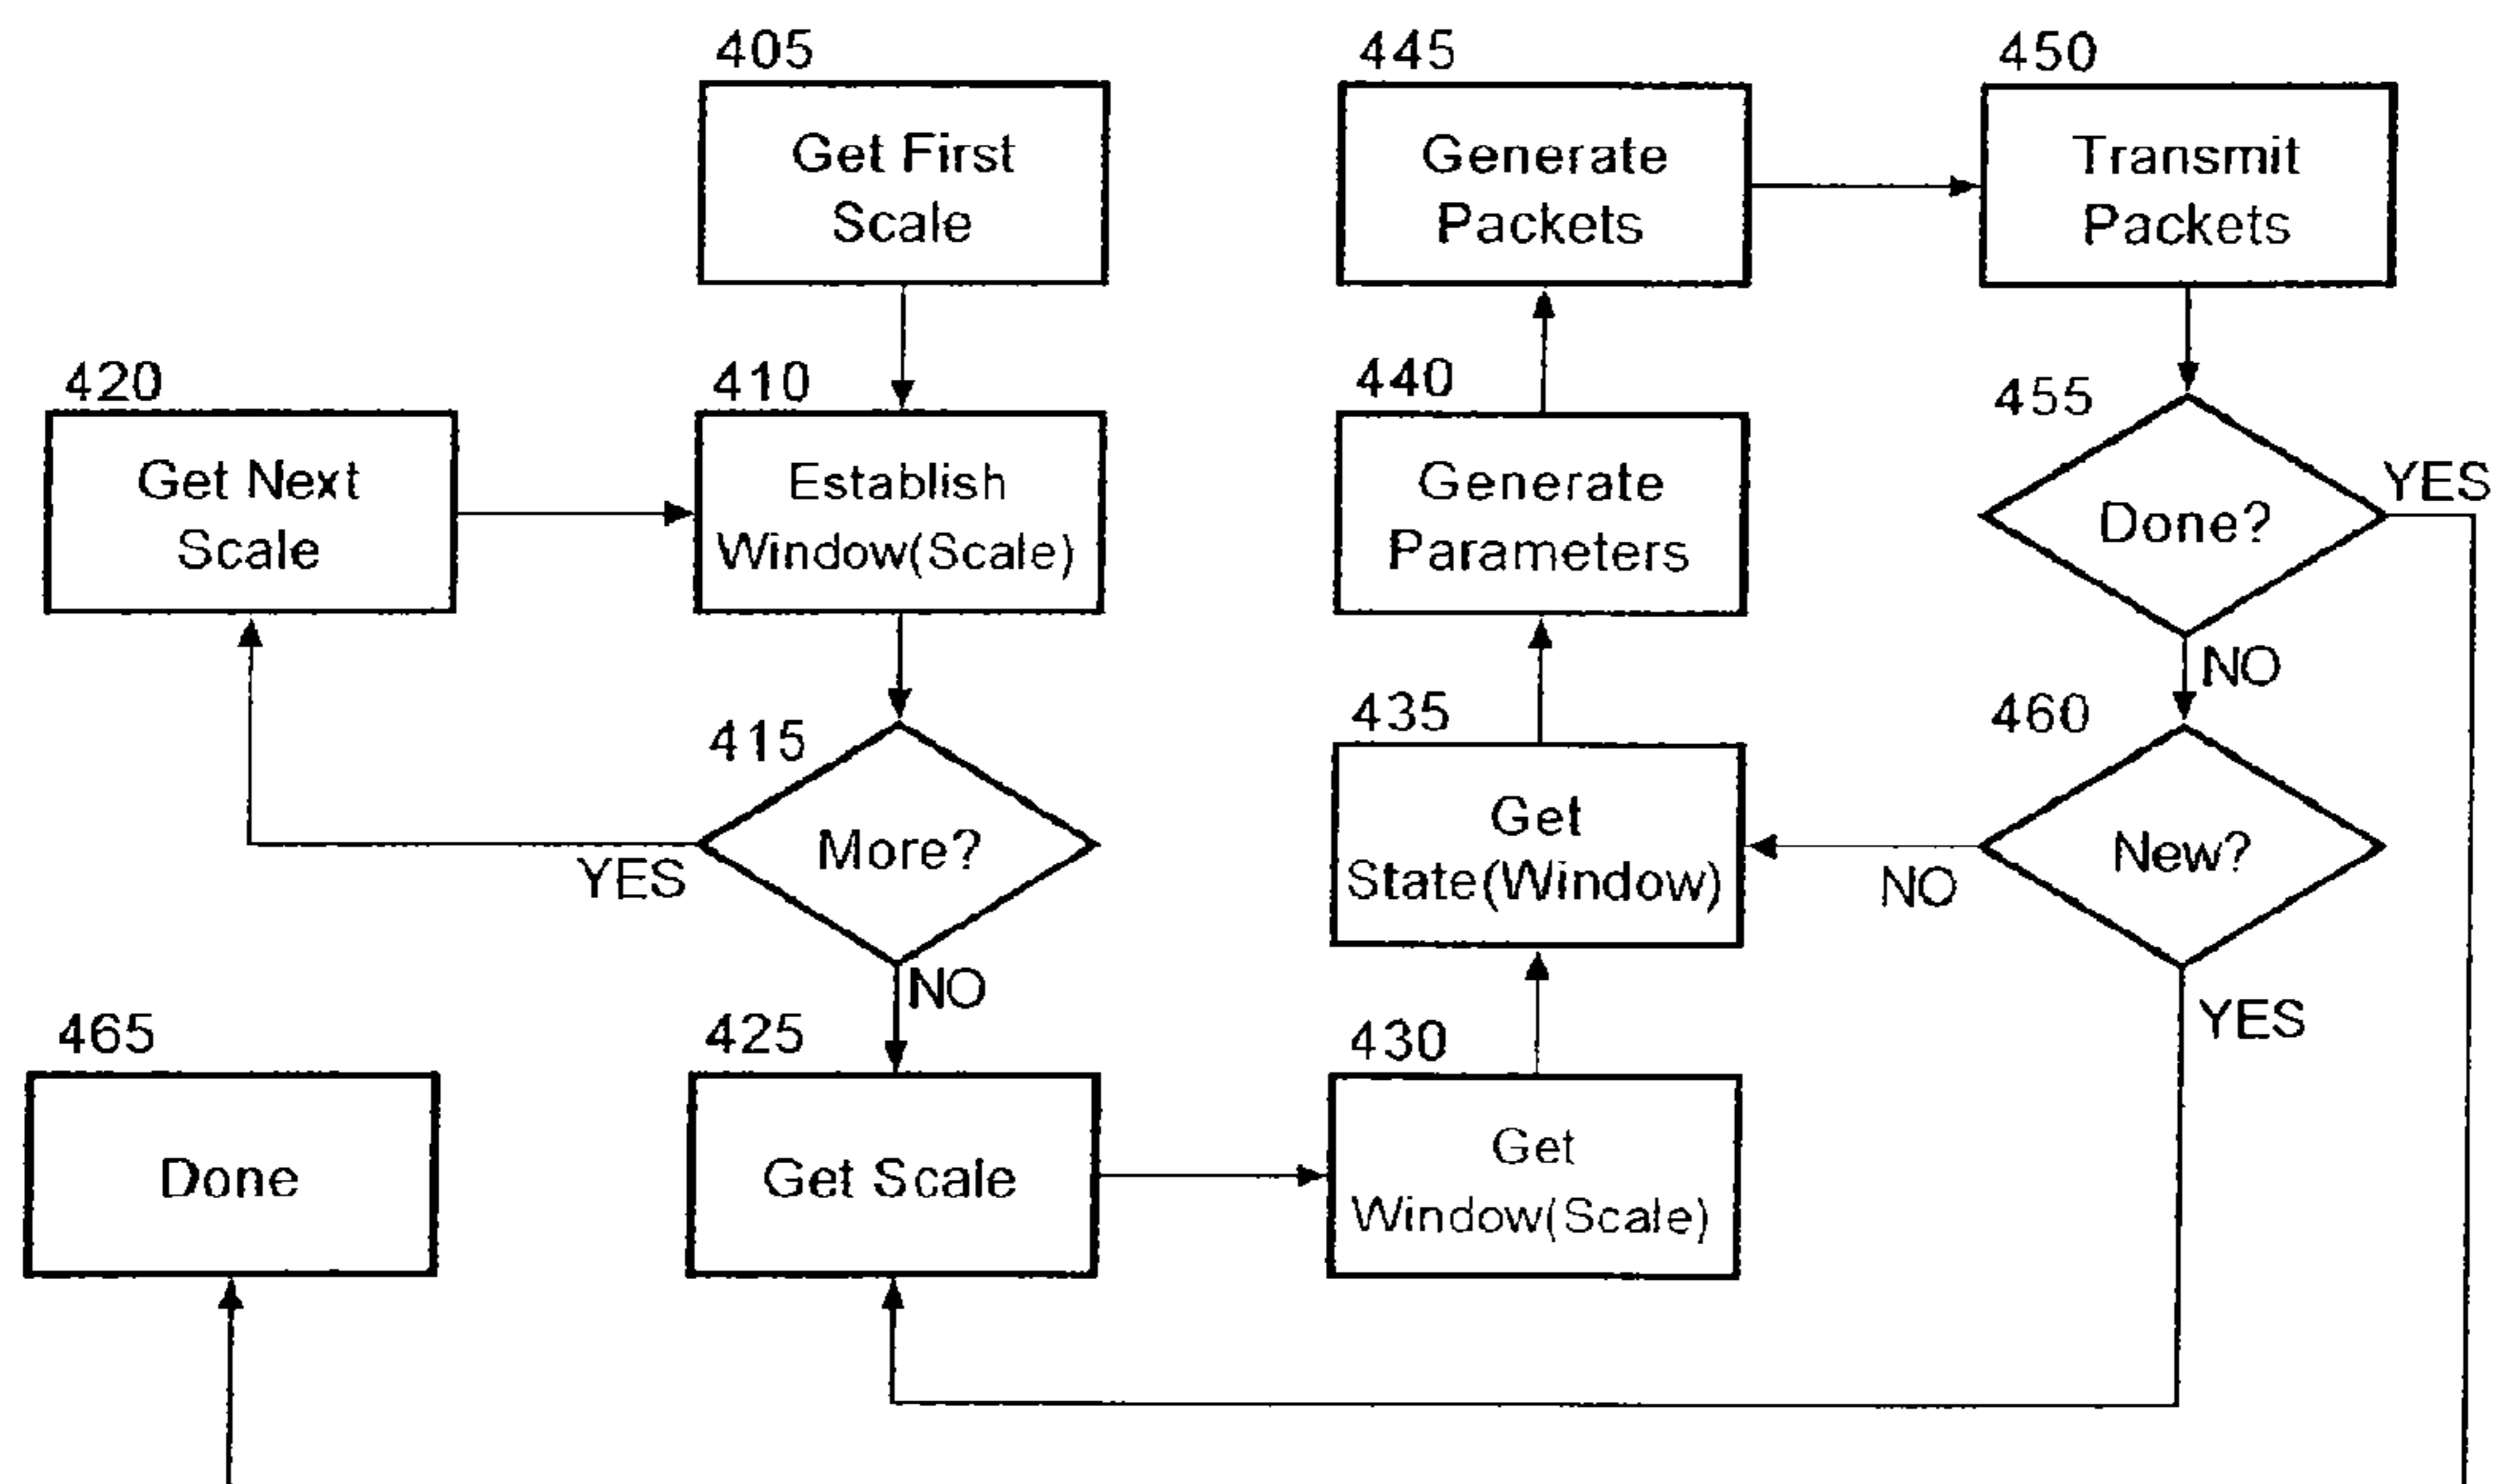 405
Get First
Scale
445
Generate
Packets
450
Transmit
Packets
420
Get Next
Scale
410
Establish
Window(Scale)
440
Generate
Parameters
455
Done?
YES
NO
415
More?
YES
NO
435
Get
State(Window)
460
New?
NO
YES
465
Done
425
Get Scale
430
Get
Window(Scale)